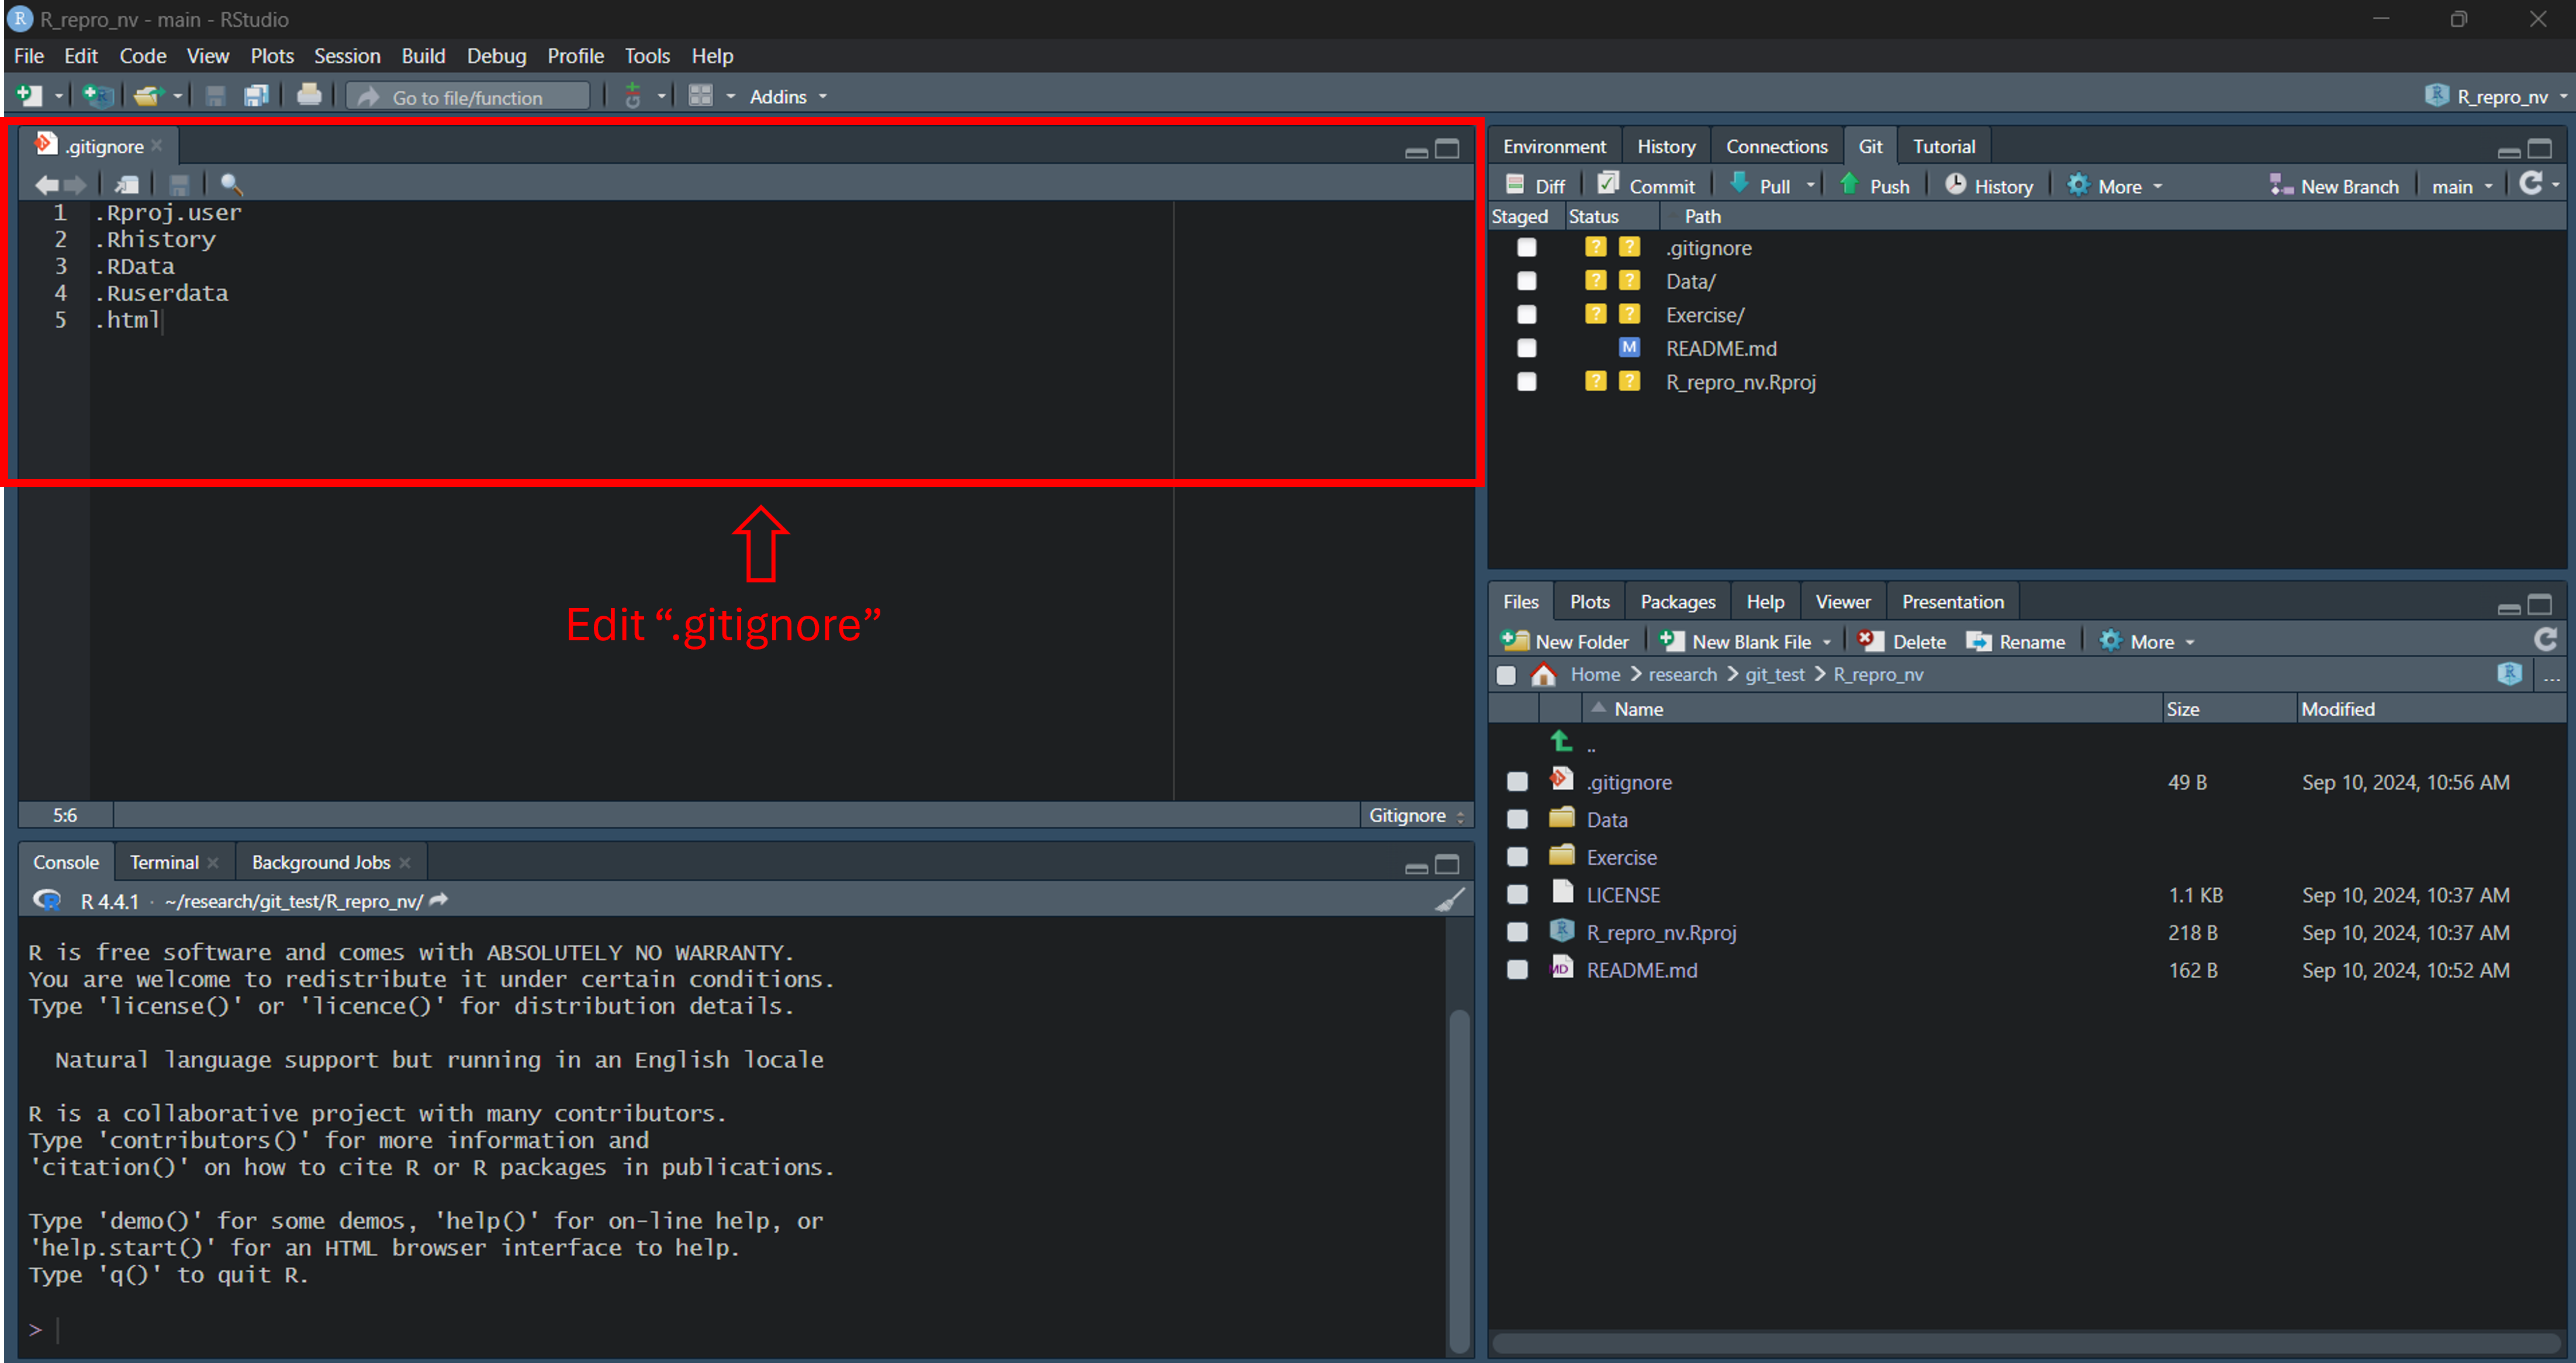 R_repro_nv - main - RStudio
File Edit Code View Plots Session Build Debug Profile Tools Help
Go to file/function Addins R_repro_nv
.gitignore
1 .Rproj.user
2 .Rhistory
3 .RData
4 .Ruserdata
5 .html
Edit “.gitignore”
5:6 Gitignore
Console Terminal Background Jobs
R 4.4.1 · ~/research/git_test/R_repro_nv/
R is free software and comes with ABSOLUTELY NO WARRANTY.
You are welcome to redistribute it under certain conditions.
Type 'license()' or 'licence()' for distribution details.
Natural language support but running in an English locale
R is a collaborative project with many contributors.
Type 'contributors()' for more information and
'citation()' on how to cite R or R packages in publications.
Type 'demo()' for some demos, 'help()' for on-line help, or
'help.start()' for an HTML browser interface to help.
Type 'q()' to quit R.
>
Environment History Connections Git Tutorial
Diff Commit Pull Push History More New Branch main
Staged Status Path
? ? .gitignore
? ? Data/
? ? Exercise/
M README.md
? ? R_repro_nv.Rproj
Files Plots Packages Help Viewer Presentation
New Folder New Blank File Delete Rename More
Home > research > git_test > R_repro_nv ...
Name Size Modified
..
.gitignore 49 B Sep 10, 2024, 10:56 AM
Data
Exercise
LICENSE 1.1 KB Sep 10, 2024, 10:37 AM
R_repro_nv.Rproj 218 B Sep 10, 2024, 10:37 AM
README.md 162 B Sep 10, 2024, 10:52 AM